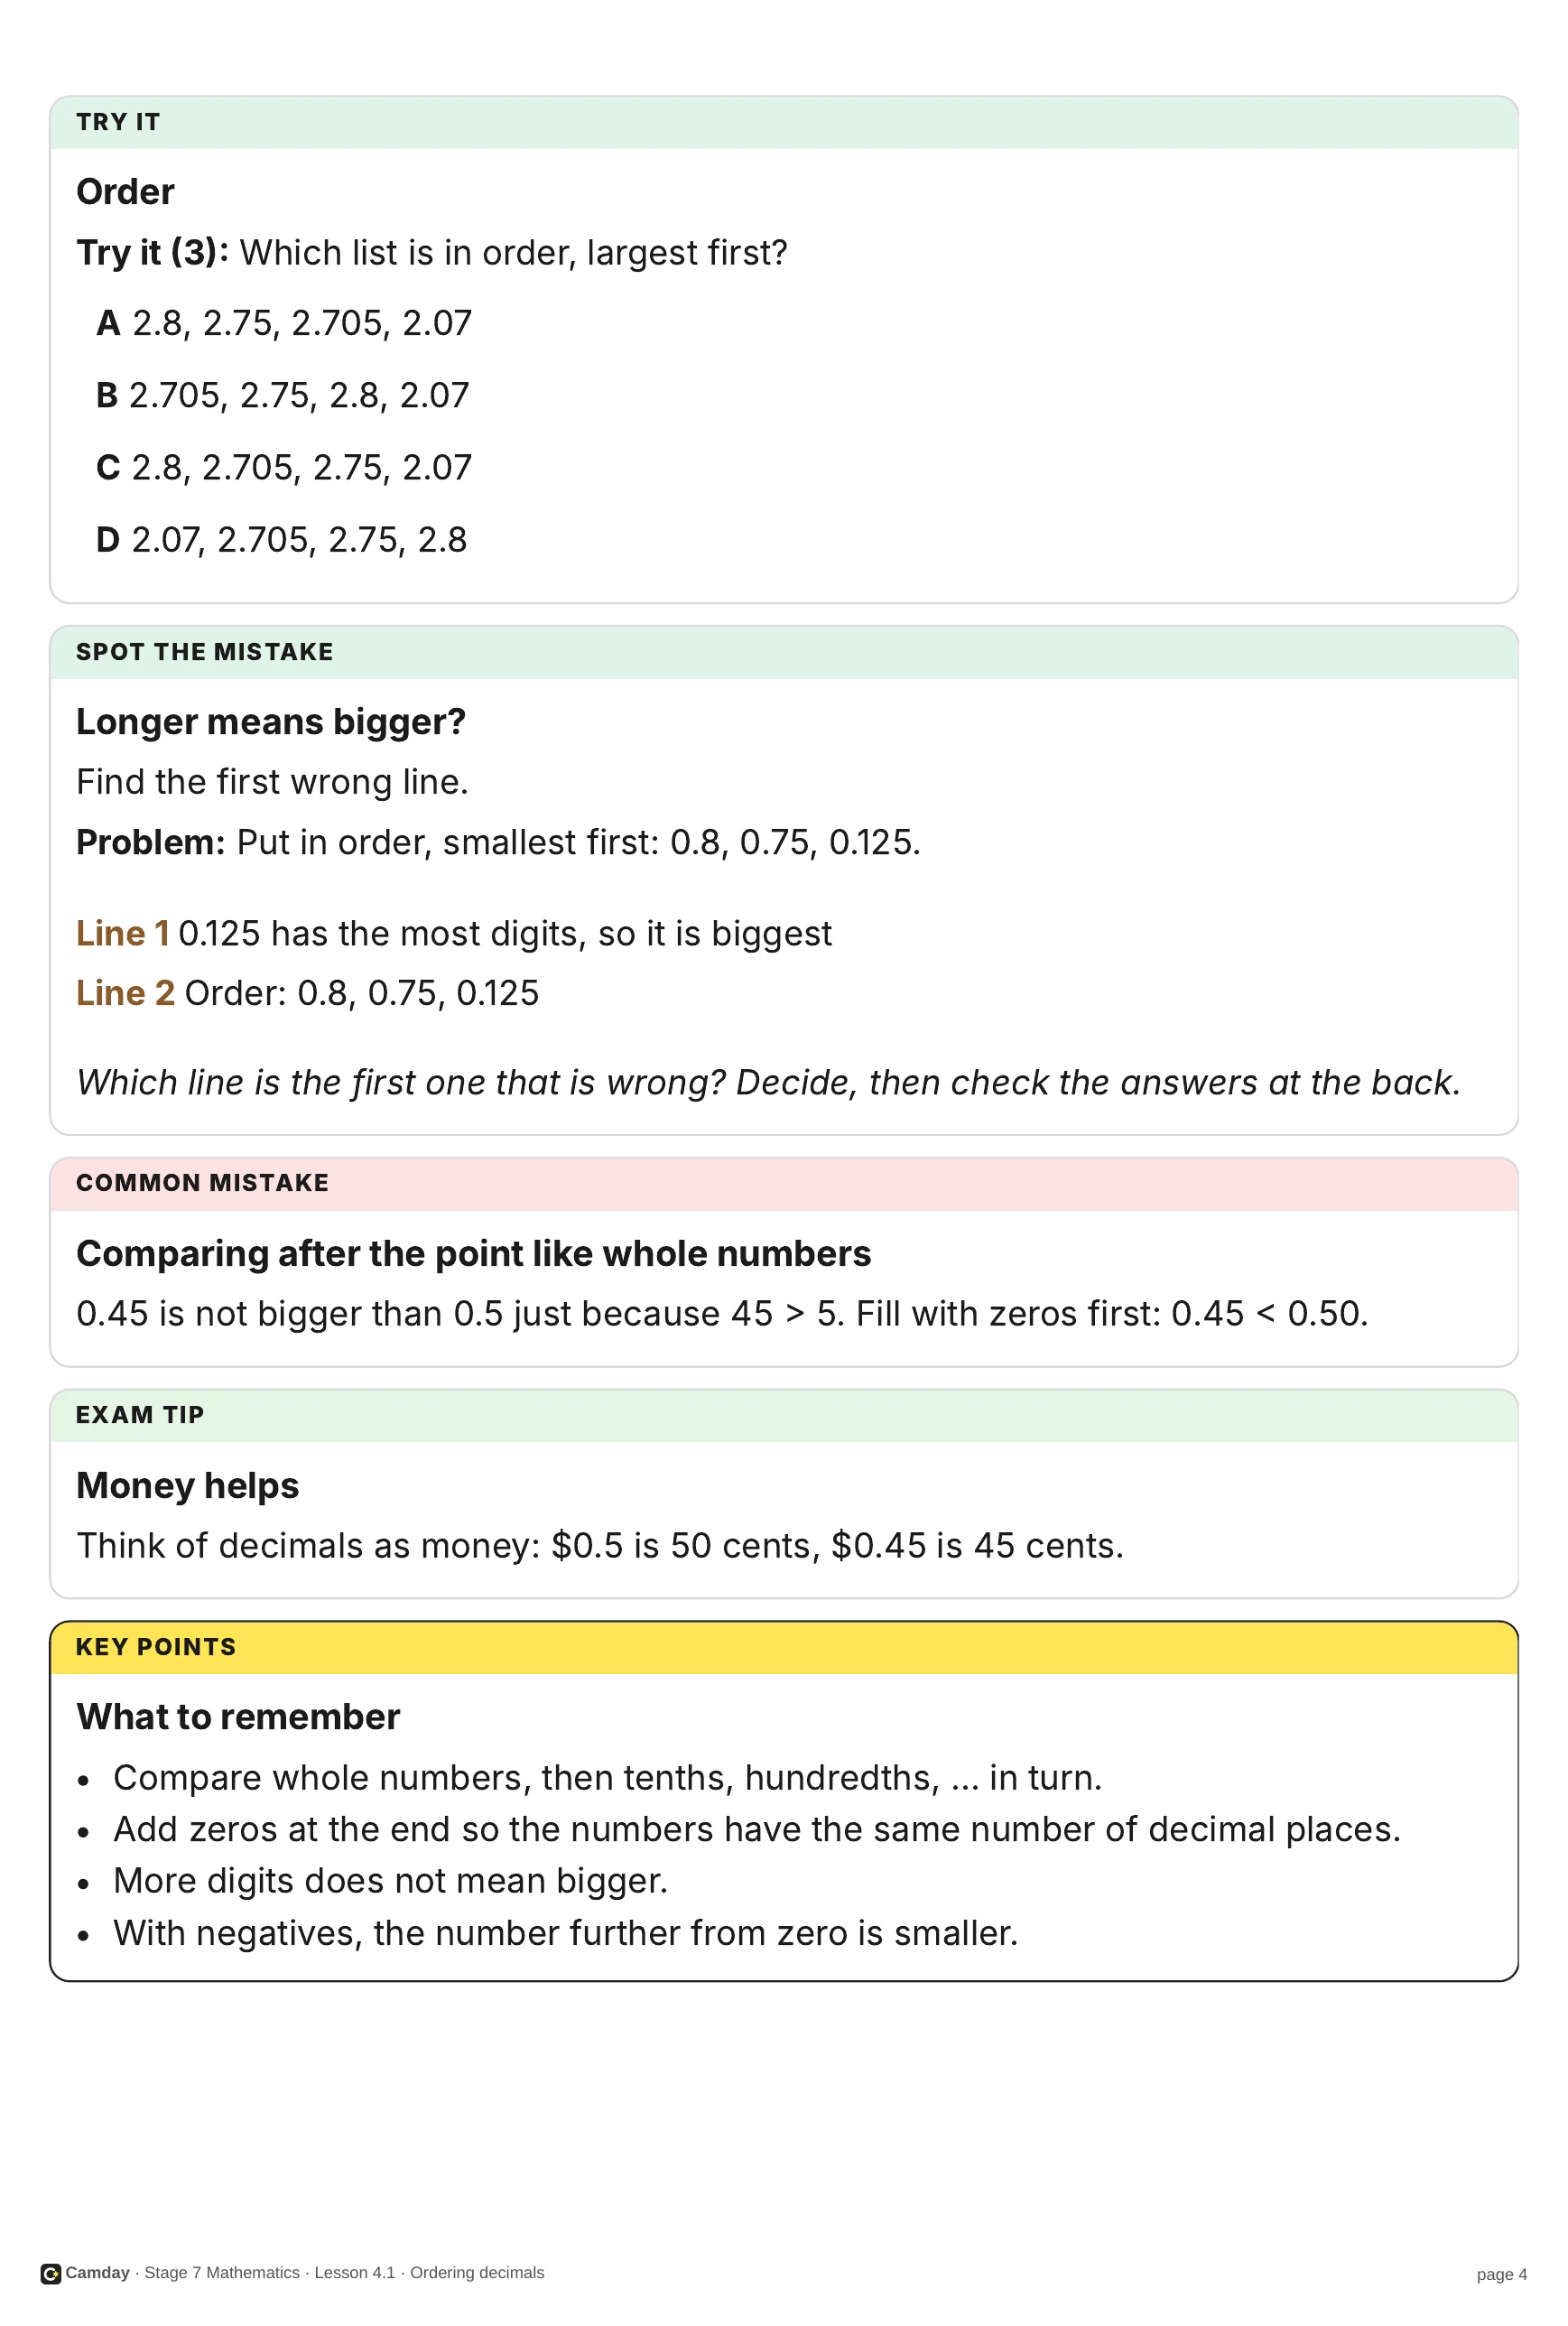 TRY IT
Order
Try it (3): Which list is in order, largest first?
A 2.8, 2.75, 2.705, 2.07
B 2.705, 2.75, 2.8, 2.07
C 2.8, 2.705, 2.75, 2.07
D 2.07, 2.705, 2.75, 2.8
SPOT THE MISTAKE
Longer means bigger?
Find the first wrong line.
Problem: Put in order, smallest first: 0.8, 0.75, 0.125.
Line 1 0.125 has the most digits, so it is biggest
Line 2 Order: 0.8, 0.75, 0.125
Which line is the first one that is wrong? Decide, then check the answers at the back.
COMMON MISTAKE
Comparing after the point like whole numbers
0.45 is not bigger than 0.5 just because 45 > 5. Fill with zeros first: 0.45 < 0.50.
EXAM TIP
Money helps
Think of decimals as money: $0.5 is 50 cents, $0.45 is 45 cents.
KEY POINTS
What to remember
• Compare whole numbers, then tenths, hundredths, ... in turn.
• Add zeros at the end so the numbers have the same number of decimal places.
• More digits does not mean bigger.
• With negatives, the number further from zero is smaller.
Camday · Stage 7 Mathematics · Lesson 4.1 · Ordering decimals
page 4